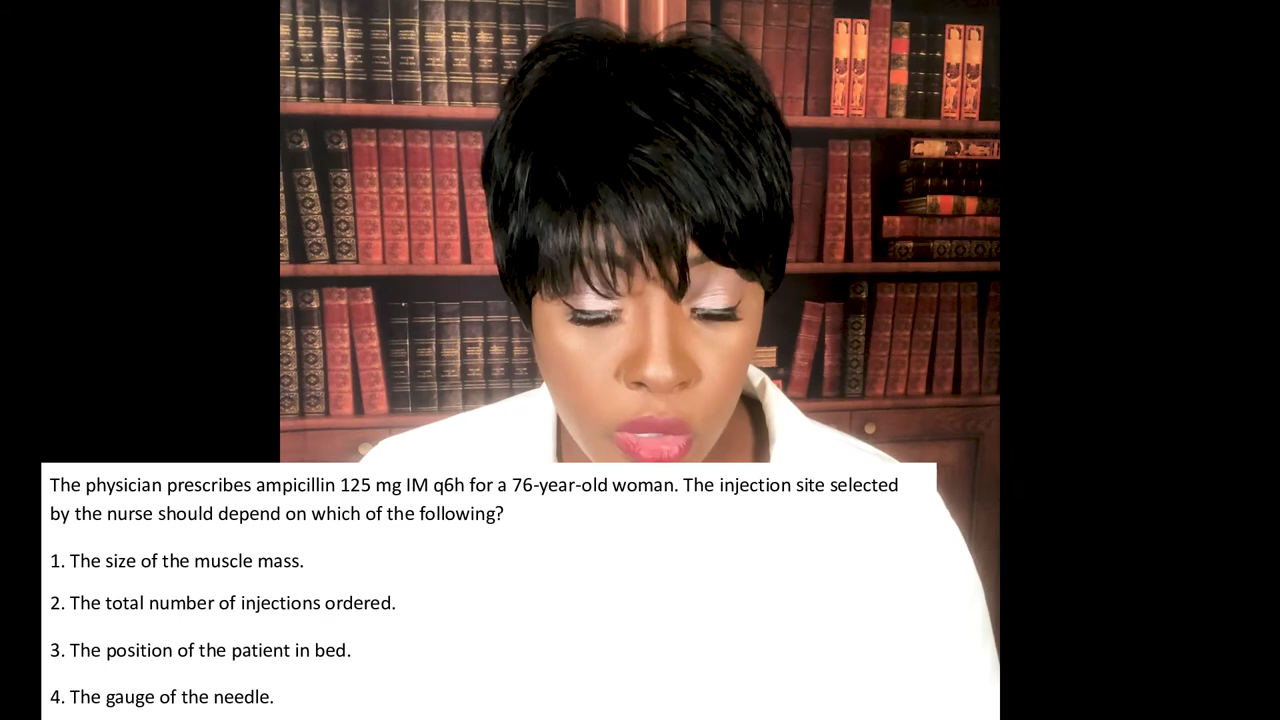 The physician prescribes ampicillin 125 mg IM q6h for a 76-year-old woman. The injection site selected
by the nurse should depend on which of the following?
1. The size of the muscle mass.
2. The total number of injections ordered.
3. The position of the patient in bed.
4. The gauge of the needle.